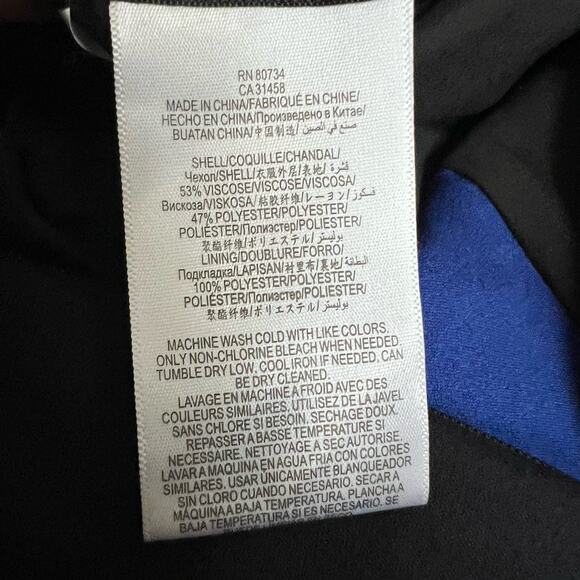 RN 80734
CA 31458
MADE IN CHINA/FABRIQUÉ EN CHINE/
HECHO EN CHINA/Произведено в Китае/
BUATAN CHINA/中国制造/ صنع في الصين/
SHELL/COQUILLE/CHANDAL/
Чехол/SHELL/衣服外层/表地/ قشرة/
53% VISCOSE/VISCOSE/VISCOSA/
Вискоза/VISKOSA/粘胶纤维/レーヨン/ فسكوز/
47% POLYESTER/POLYESTER/
POLIÉSTER/Полиэстер/POLIESTER/
聚酯纤维/ポリエステル/ بوليستر/
LINING/DOUBLURE/FORRO/
Подкладка/LAPISAN/衬里布/裏地/ البطانة/
100% POLYESTER/POLYESTER/
POLIÉSTER/Полиэстер/POLIESTER/
聚酯纤维/ポリエステル/ بوليستر/
MACHINE WASH COLD WITH LIKE COLORS.
ONLY NON-CHLORINE BLEACH WHEN NEEDED.
TUMBLE DRY LOW. COOL IRON IF NEEDED. CAN
BE DRY CLEANED.
LAVAGE EN MACHINE A FROID AVEC DES
COULEURS SIMILAIRES. UTILISEZ DE LA JAVEL
SANS CHLORE SI BESOIN. SECHAGE DOUX.
REPASSER A BASSE TEMPERATURE SI
NECESSAIRE. NETTOYAGE A SEC AUTORISE.
LAVAR A MAQUINA EN AGUA FRIA CON COLORES
SIMILARES. USAR ÚNICAMENTE BLANQUEADOR
SIN CLORO CUANDO NECESARIO. SECAR A
MÁQUINA A BAJA TEMPERATURA. PLANCHA A
BAJA TEMPERATURA SI ES NECESARIO. SE